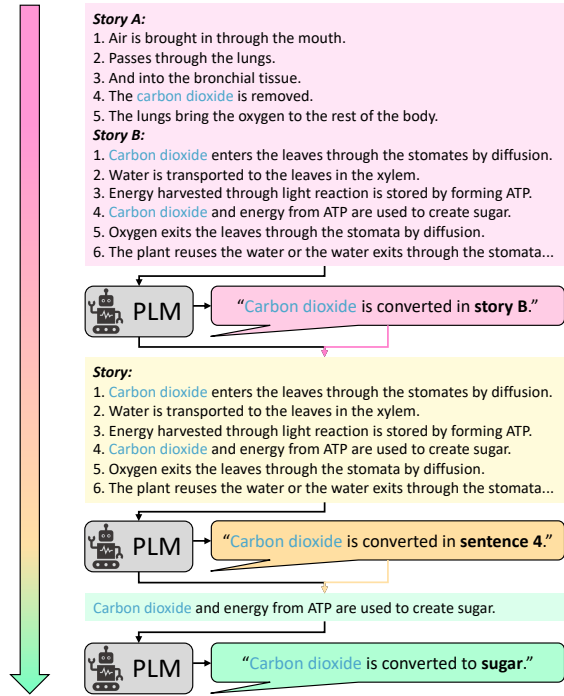 Story A:
1. Air is brought in through the mouth.
2. Passes through the lungs.
3. And into the bronchial tissue.
4. The carbon dioxide is removed.
5. The lungs bring the oxygen to the rest of the body.
Story B:
1. Carbon dioxide enters the leaves through the stomates by diffusion.
2. Water is transported to the leaves in the xylem.
3. Energy harvested through light reaction is stored by forming ATP.
4. Carbon dioxide and energy from ATP are used to create sugar.
5. Oxygen exits the leaves through the stomata by diffusion.
6. The plant reuses the water or the water exits through the stomata...
PLM
“Carbon dioxide is converted in story B.”
Story:
1. Carbon dioxide enters the leaves through the stomates by diffusion.
2. Water is transported to the leaves in the xylem.
3. Energy harvested through light reaction is stored by forming ATP.
4. Carbon dioxide and energy from ATP are used to create sugar.
5. Oxygen exits the leaves through the stomata by diffusion.
6. The plant reuses the water or the water exits through the stomata...
PLM
“Carbon dioxide is converted in sentence 4.”
Carbon dioxide and energy from ATP are used to create sugar.
PLM
“Carbon dioxide is converted to sugar.”